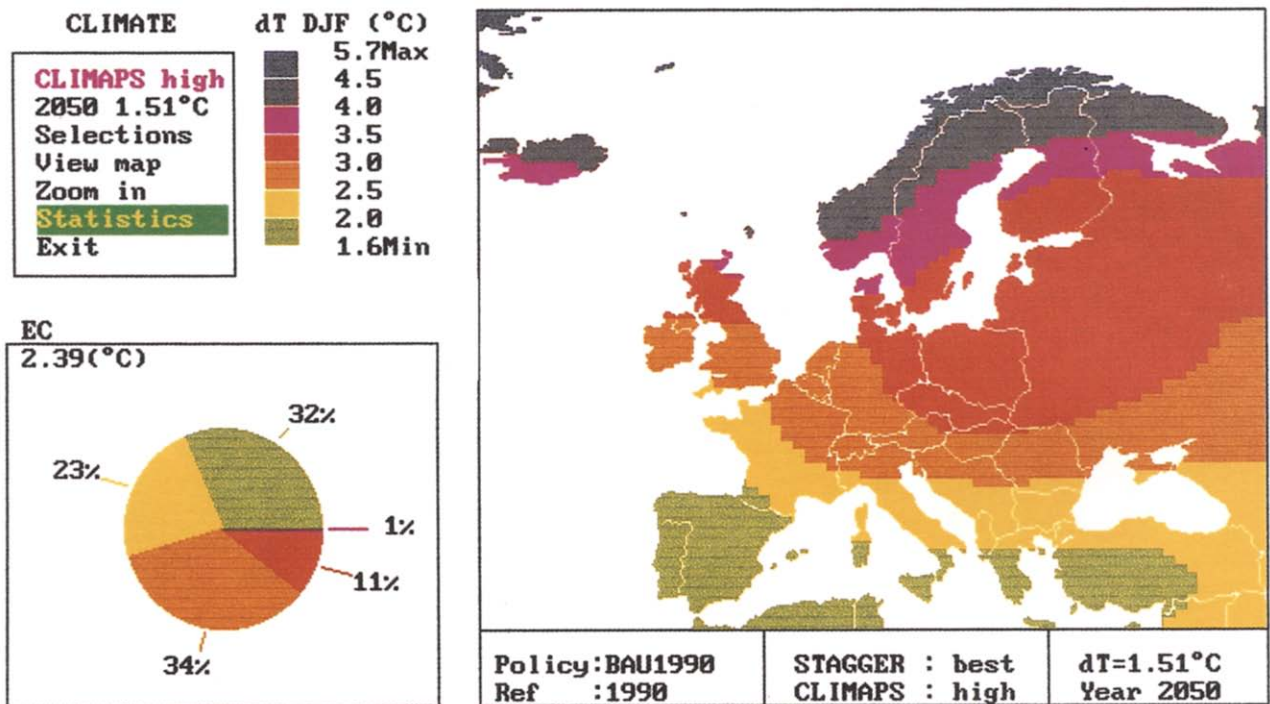 CLIMATE
CLIMAPS high
2050 1.51°C
Selections
View map
Zoom in
Statistics
Exit
dT DJF (°C)
5.7Max
4.5
4.0
3.5
3.0
2.5
2.0
1.6Min
EC
2.39(°C)
32%
23%
1%
11%
34%
Policy:BAU1990
Ref :1990
STAGGER : best
CLIMAPS : high
dT=1.51°C
Year 2050